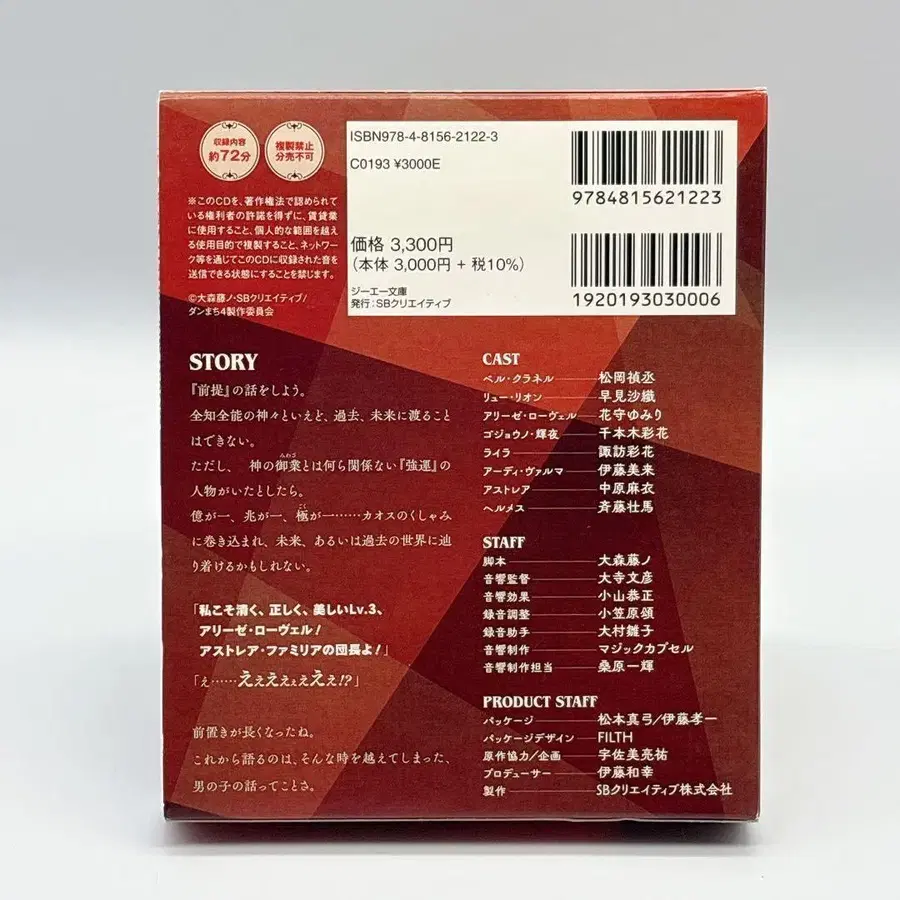 収録内容
約72分
複製禁止
分売不可
※このCDを、著作権法で認められて
いる権利者の許諾を得ずに、賃貸業
に使用すること、個人的な範囲を越え
る使用目的で複製すること、ネットワー
ク等を通じてこのCDに収録された音を
送信できる状態にすることを禁じます。
©大森藤ノ・SBクリエイティブ/
ダンまち4製作委員会
ISBN978-4-8156-2122-3
C0193 ¥3000E
価格 3,300円
(本体 3,000円 + 税10%)
ジーエー文庫
発行:SBクリエイティブ
9784815621223
1920193030006
STORY
『前提』の話をしよう。
全知全能の神々といえど、過去、未来に渡ること
はできない。
ただし、 神の御業とは何ら関係ない『強運』の
みわざ
人物がいたとしたら。
億が一、兆が一、極が一……カオスのくしゃみ
ごく
に巻き込まれ、未来、あるいは過去の世界に辿
り着けるかもしれない。
「私こそ清く、正しく、美しいLv.3、
アリーゼ・ローヴェル!
アストレア・ファミリアの団長よ!」
「え……えぇえぇぇえぇ!?」
前置きが長くなったね。
これから語るのは、そんな時を越えてしまった、
男の子の話ってことさ。
CAST
ベル・クラネル 松岡禎丞
リュー・リオン 早見沙織
アリーゼ・ローヴェル 花守ゆみり
ゴジョウノ・輝夜 千本木彩花
ライラ 諏訪彩花
アーディ・ヴァルマ 伊藤美来
アストレア 中原麻衣
ヘルメス 斉藤壮馬
STAFF
脚本 大森藤ノ
音響監督 大寺文彦
音響効果 小山恭正
録音調整 小笠原頌
録音助手 大村雛子
音響制作 マジックカプセル
音響制作担当 桑原一輝
PRODUCT STAFF
パッケージ 松本真弓/伊藤孝一
パッケージデザイン FILTH
原作協力/企画 宇佐美亮祐
プロデューサー 伊藤和幸
製作 SBクリエイティブ株式会社